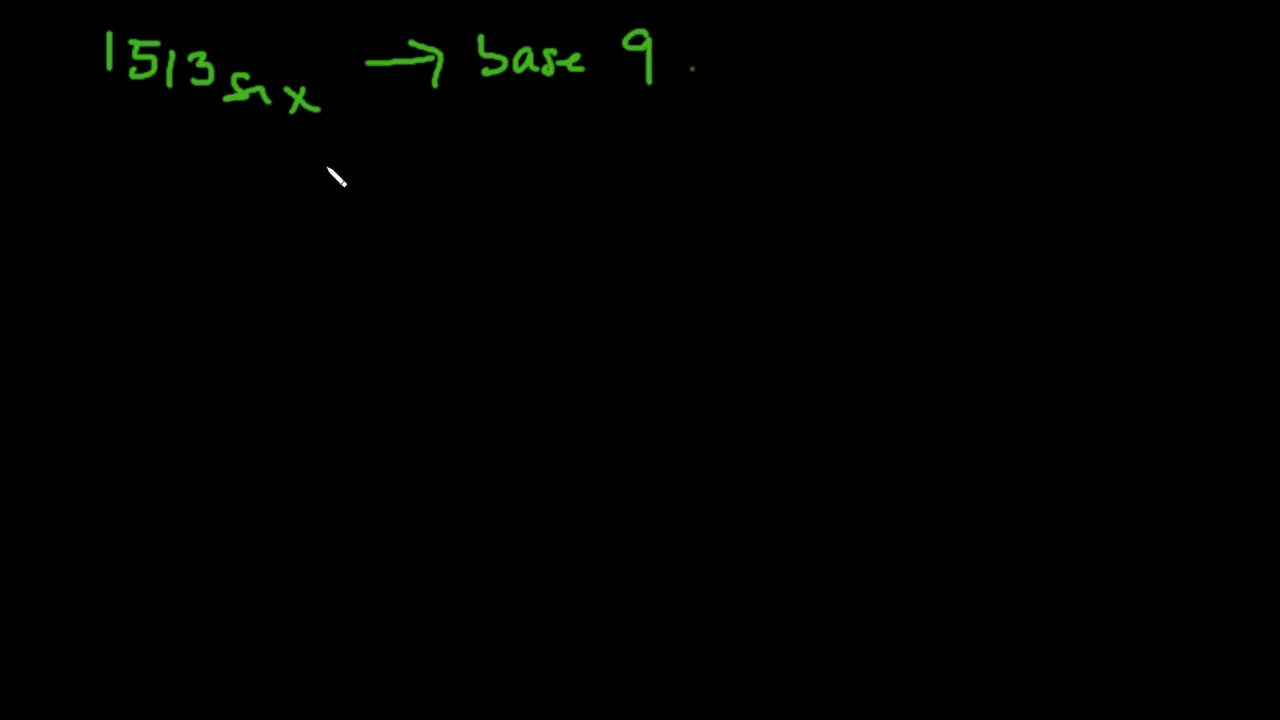 1513six → base 9.